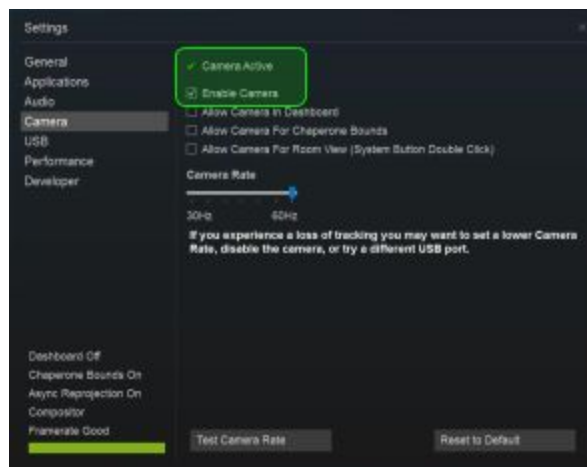 Settings
General
Applications
Audio
Camera
USB
Performance
Developer
Camera Active
Enable Camera
Allow Camera In Dashboard
Allow Camera For Chaperone Bounds
Allow Camera For Room View (System Button Double Click)
Camera Rate
30Hz 60Hz
If you experience a loss of tracking you may want to set a lower Camera
Rate, disable the camera, or try a different USB port.
Dashboard Off
Chaperone Bounds On
Async Reprojection On
Compositor
Framerate Good
Test Camera Rate
Reset to Default